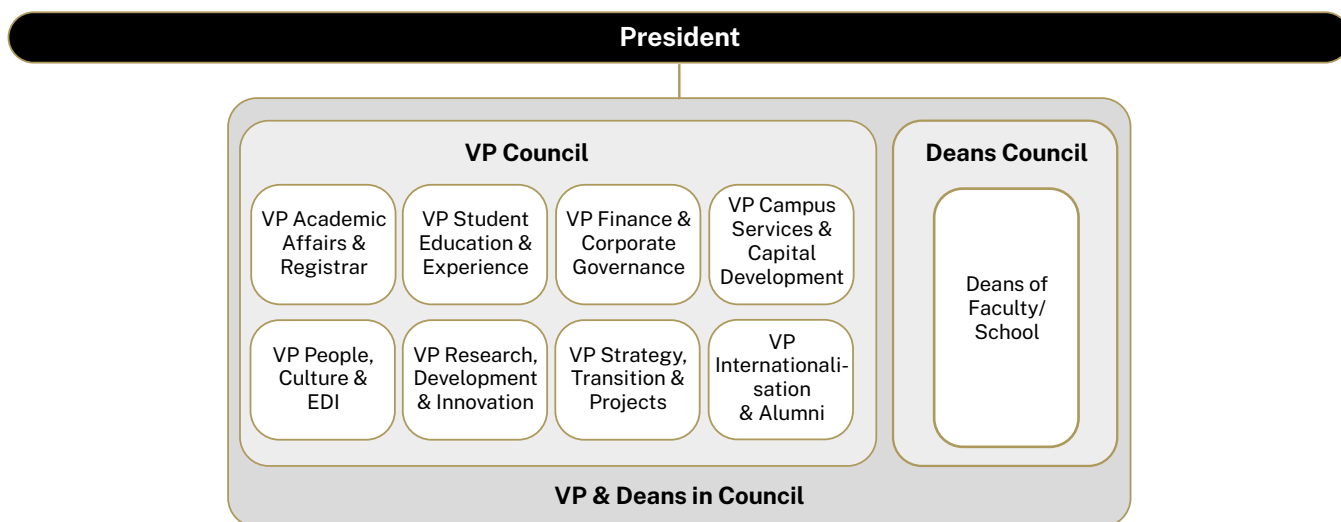 President
VP Council
VP Academic
Affairs &
Registrar
VP Student
Education &
Experience
VP Finance &
Corporate
Governance
VP Campus
Services &
Capital
Development
VP People,
Culture &
EDI
VP Research,
Development
& Innovation
VP Strategy,
Transition &
Projects
VP
Internationali-
sation
& Alumni
Deans Council
Deans of
Faculty/
School
VP & Deans in Council